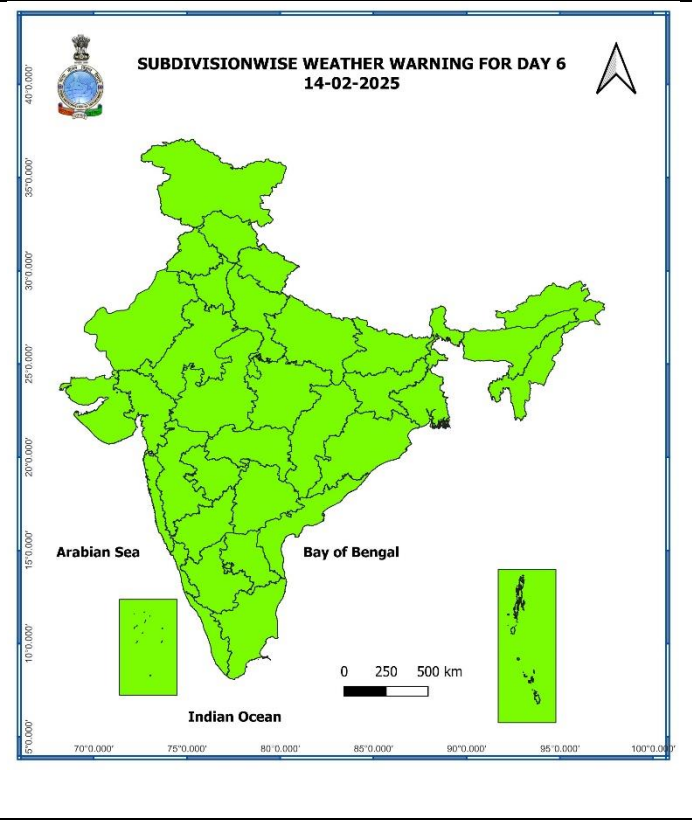 SUBDIVISIONWISE WEATHER WARNING FOR DAY 6
14-02-2025
40°0.000'
35°0.000'
30°0.000'
25°0.000'
20°0.000'
15°0.000'
10°0.000'
5°0.000'
Arabian Sea
Bay of Bengal
0 250 500 km
Indian Ocean
70°0.000' 75°0.000' 80°0.000' 85°0.000' 90°0.000' 95°0.000' 100°0.000'